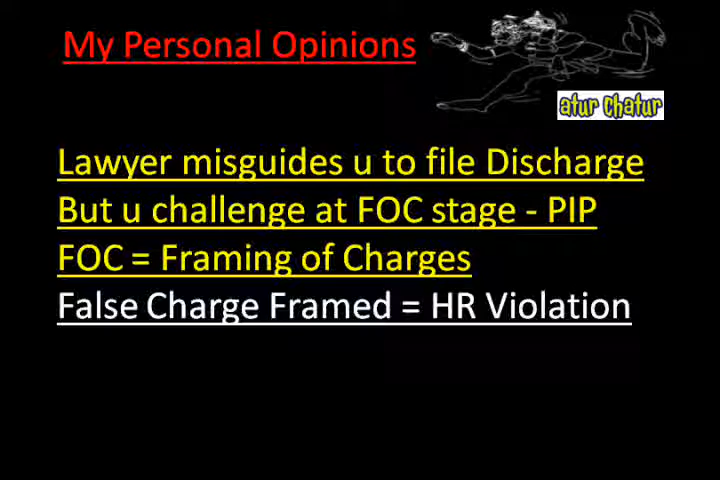 My Personal Opinions
atur chatur
Lawyer misguides u to file Discharge
But u challenge at FOC stage - PIP
FOC = Framing of Charges
False Charge Framed = HR Violation